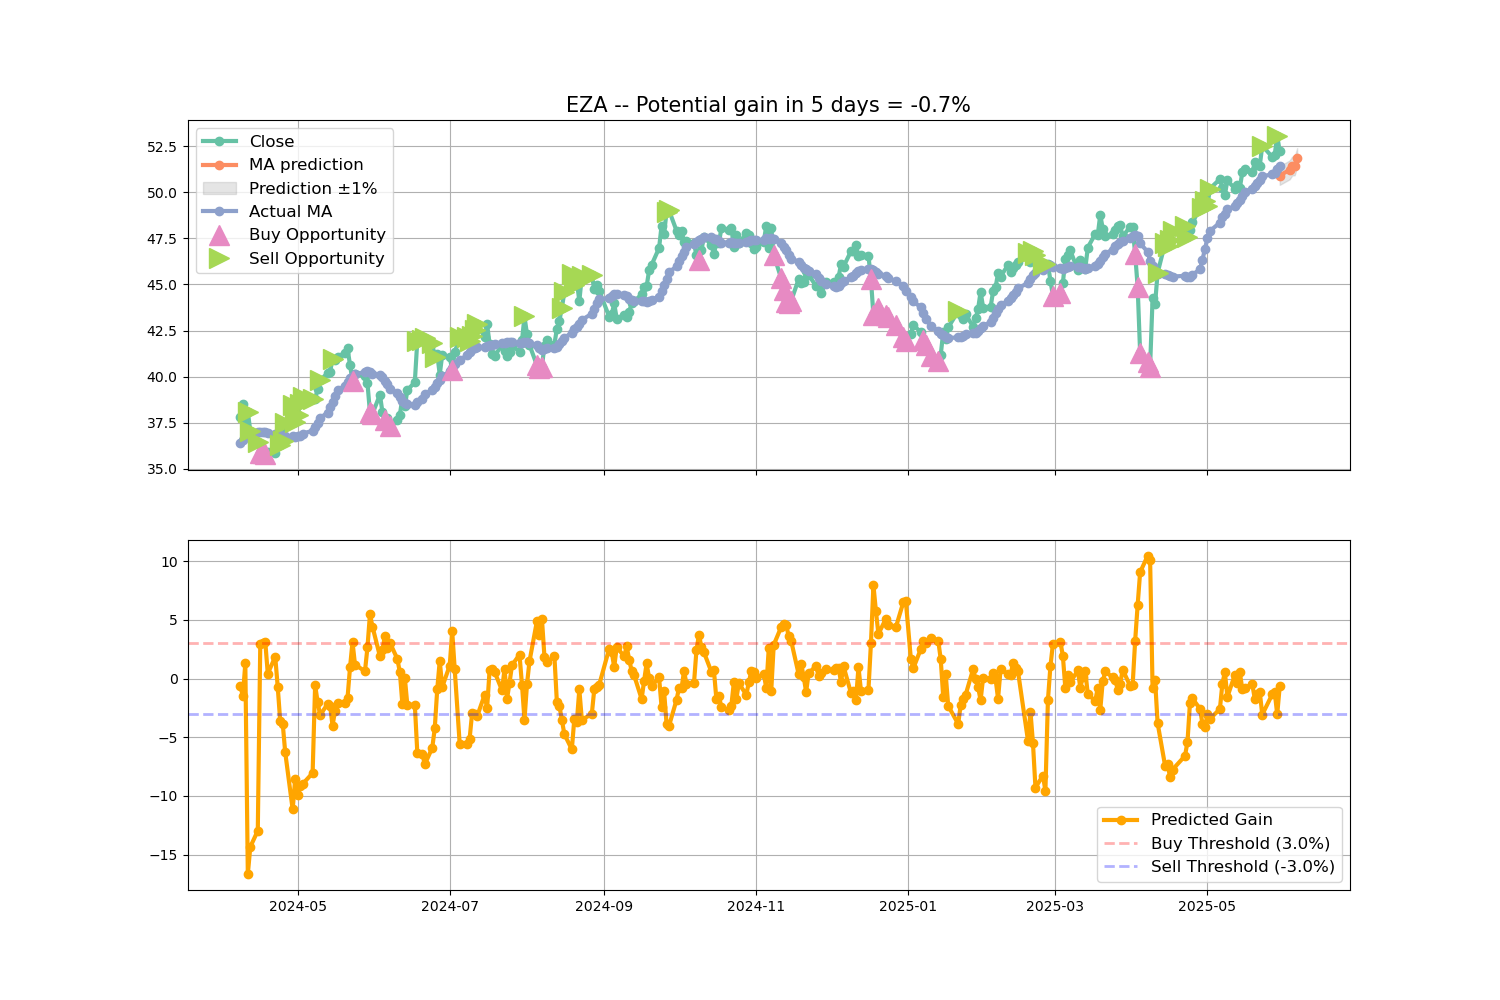 EZA -- Potential gain in 5 days = -0.7%
Close
MA prediction
Prediction ±1%
Actual MA
Buy Opportunity
Sell Opportunity
52.5
50.0
47.5
45.0
42.5
40.0
37.5
35.0
10
5
0
−5
−10
−15
Predicted Gain
Buy Threshold (3.0%)
Sell Threshold (-3.0%)
2024-05 2024-07 2024-09 2024-11 2025-01 2025-03 2025-05